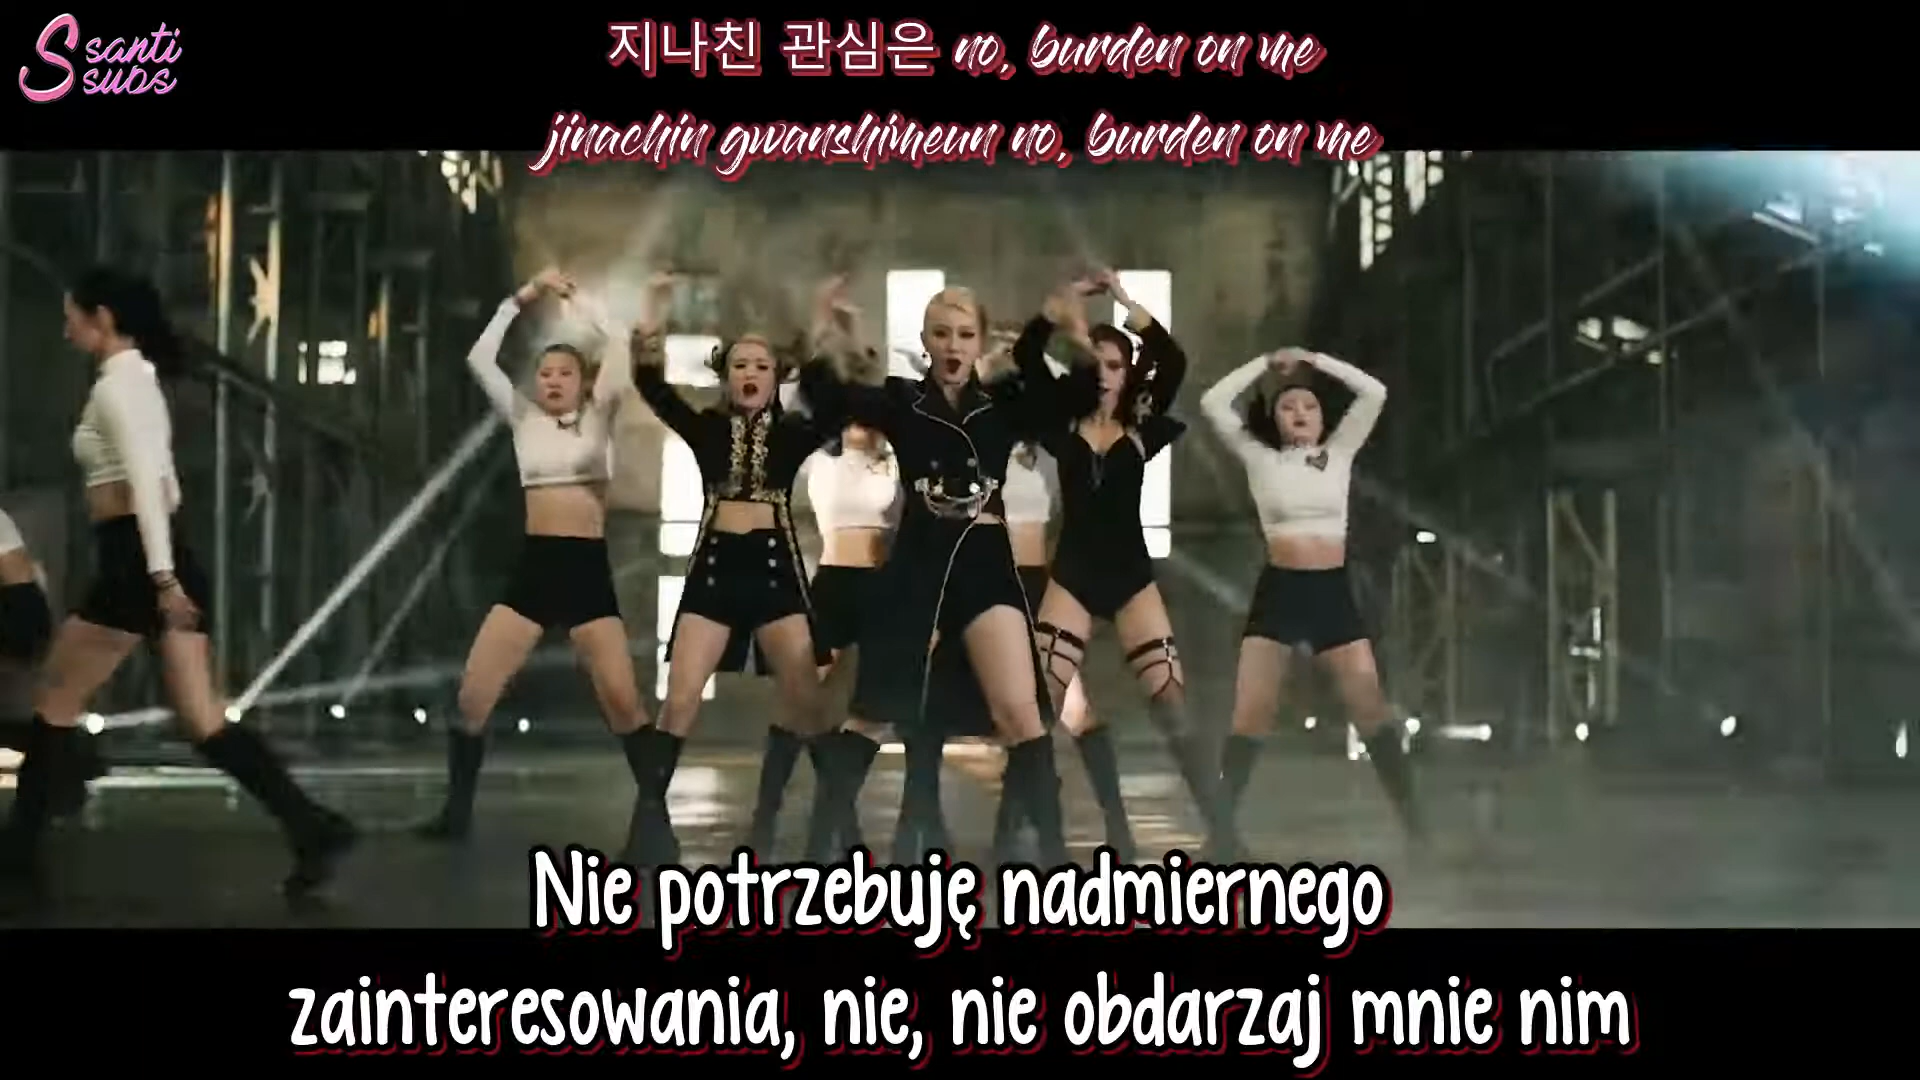 Ssanti
subs
지나친 관심은 no, burden on me
jinachin gwanshimeun no, burden on me
Nie potrzebuję nadmiernego
zainteresowania, nie, nie obdarzaj mnie nim